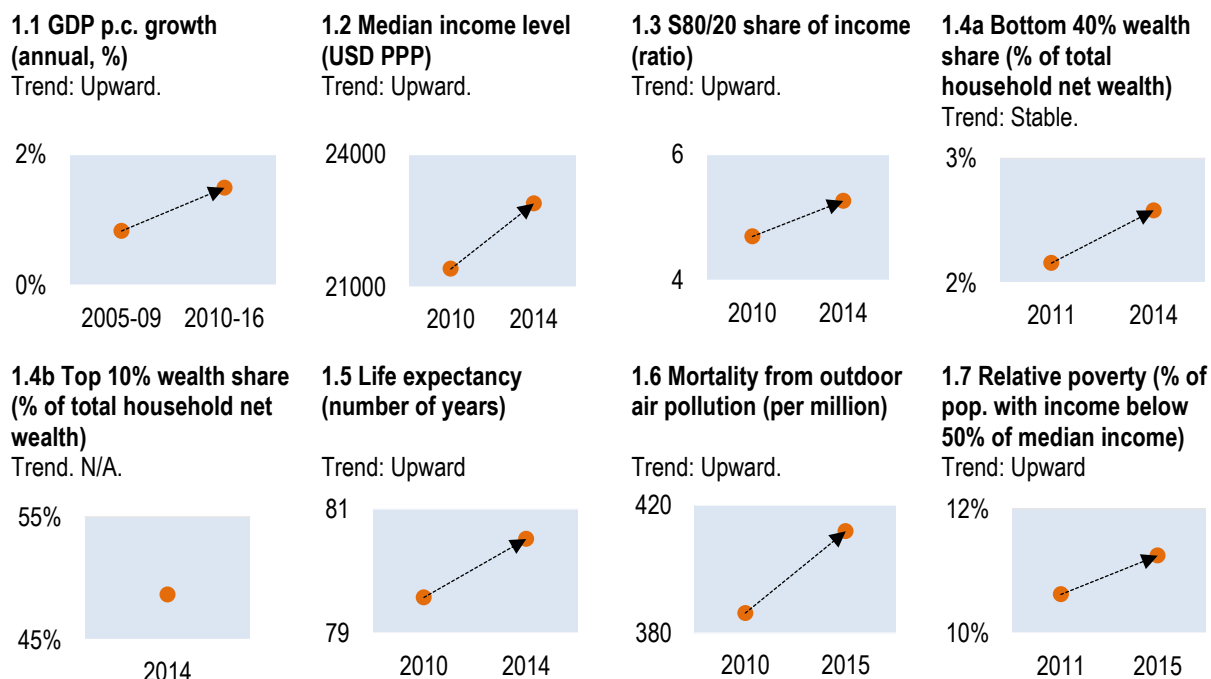 1.1 GDP p.c. growth
(annual, %)
Trend: Upward.
2%
0%
2005-09 2010-16
1.2 Median income level
(USD PPP)
Trend: Upward.
24000
21000
2010 2014
1.3 S80/20 share of income
(ratio)
Trend: Upward.
6
4
2010 2014
1.4a Bottom 40% wealth
share (% of total
household net wealth)
Trend: Stable.
3%
2%
2011 2014
1.4b Top 10% wealth share
(% of total household net
wealth)
Trend. N/A.
55%
45%
2014
1.5 Life expectancy
(number of years)
Trend: Upward
81
79
2010 2014
1.6 Mortality from outdoor
air pollution (per million)
Trend: Upward.
420
380
2010 2015
1.7 Relative poverty (% of
pop. with income below
50% of median income)
Trend: Upward
12%
10%
2011 2015